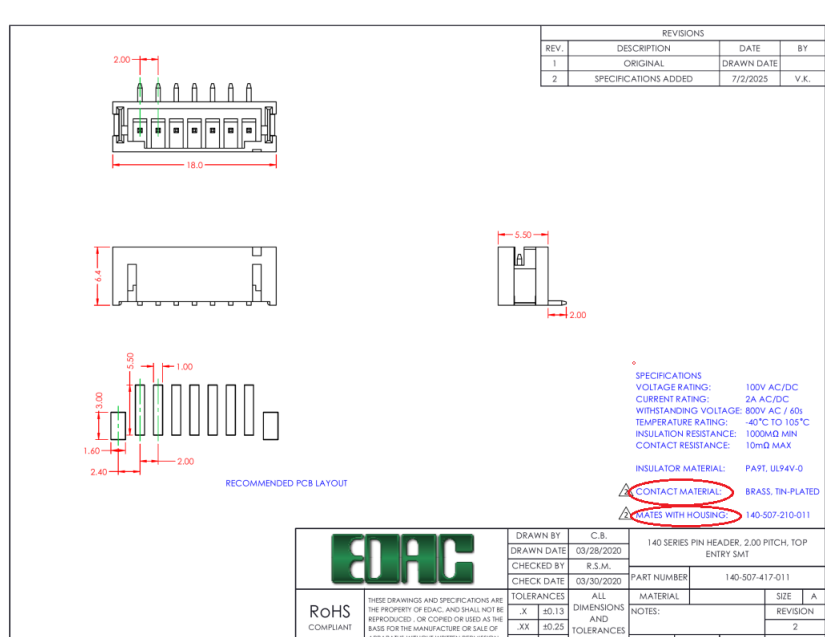 REVISIONS
REV. DESCRIPTION DATE BY
1 ORIGINAL DRAWN DATE
2 SPECIFICATIONS ADDED 7/2/2025 V.K.
2.00
18.0
6.4
5.50
2.00
5.50
1.00
3.00
1.60
2.00
2.40
RECOMMENDED PCB LAYOUT
SPECIFICATIONS
VOLTAGE RATING: 100V AC/DC
CURRENT RATING: 2A AC/DC
WITHSTANDING VOLTAGE: 800V AC / 60s
TEMPERATURE RATING: -40°C TO 105°C
INSULATION RESISTANCE: 1000MΩ MIN
CONTACT RESISTANCE: 10mΩ MAX
INSULATOR MATERIAL: PA9T, UL94V-0
2 CONTACT MATERIAL: BRASS, TIN-PLATED
2 MATES WITH HOUSING: 140-507-210-011
EDAC
DRAWN BY C.B.
DRAWN DATE 03/28/2020
CHECKED BY R.S.M.
CHECK DATE 03/30/2020
140 SERIES PIN HEADER, 2.00 PITCH, TOP
ENTRY SMT
PART NUMBER 140-507-417-011
RoHS
COMPLIANT
THESE DRAWINGS AND SPECIFICATIONS ARE
THE PROPERTY OF EDAC, AND SHALL NOT BE
REPRODUCED , OR COPIED OR USED AS THE
BASIS FOR THE MANUFACTURE OR SALE OF
TOLERANCES
.X ±0.13
.XX ±0.25
ALL
DIMENSIONS
AND
TOLERANCES
MATERIAL SIZE A
NOTES: REVISION
2